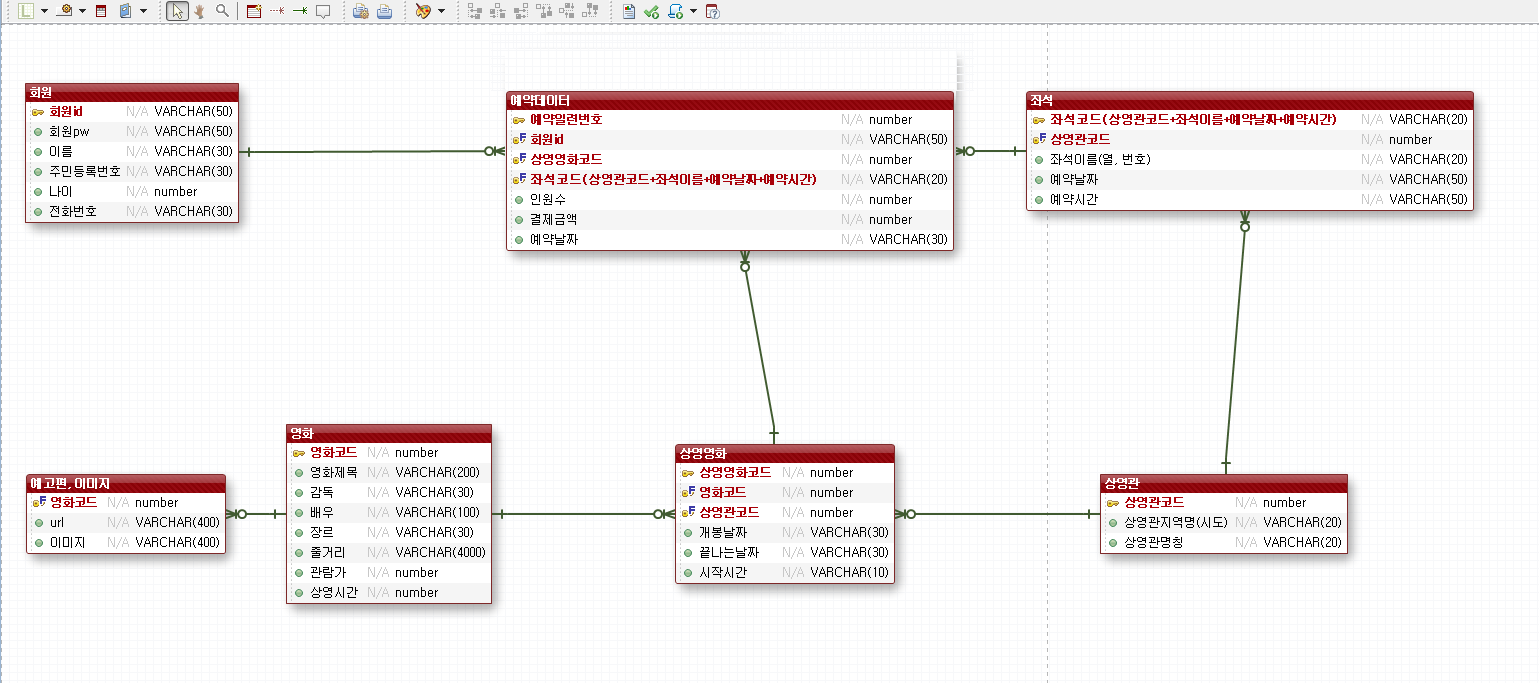 회원
회원id N/A VARCHAR(50)
회원pw N/A VARCHAR(50)
이름 N/A VARCHAR(30)
주민등록번호 N/A VARCHAR(30)
나이 N/A number
전화번호 N/A VARCHAR(30)
예약데이터
예약일련번호 N/A number
회원id N/A VARCHAR(50)
상영영화코드 N/A number
좌석코드(상영관코드+좌석이름+예약날짜+예약시간) N/A VARCHAR(20)
인원수 N/A number
결제금액 N/A number
예약날짜 N/A VARCHAR(30)
좌석
좌석코드(상영관코드+좌석이름+예약날짜+예약시간) N/A VARCHAR(20)
상영관코드 N/A number
좌석이름(열, 번호) N/A VARCHAR(20)
예약날짜 N/A VARCHAR(50)
예약시간 N/A VARCHAR(50)
예고편, 이미지
영화코드 N/A number
url N/A VARCHAR(400)
이미지 N/A VARCHAR(400)
영화
영화코드 N/A number
영화제목 N/A VARCHAR(200)
감독 N/A VARCHAR(30)
배우 N/A VARCHAR(100)
장르 N/A VARCHAR(30)
줄거리 N/A VARCHAR(4000)
관람가 N/A number
상영시간 N/A number
상영영화
상영영화코드 N/A number
영화코드 N/A number
상영관코드 N/A number
개봉날짜 N/A VARCHAR(30)
끝나는날짜 N/A VARCHAR(30)
시작시간 N/A VARCHAR(10)
상영관
상영관코드 N/A number
상영관지역명(시도) N/A VARCHAR(20)
상영관명칭 N/A VARCHAR(20)